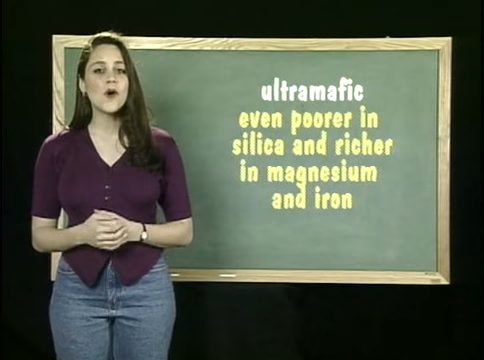 ultramafic
even poorer in
silica and richer
in magnesium
and iron